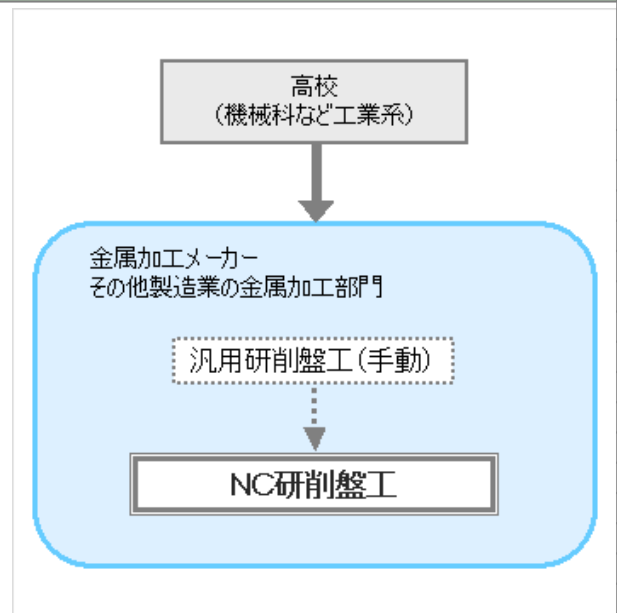 高校
（機械科など工業系）
金属加工メーカー
その他製造業の金属加工部門
汎用研削盤工（手動）
NC研削盤工